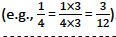 (e.g., 1/4 = 1×3/4×3 = 3/12)